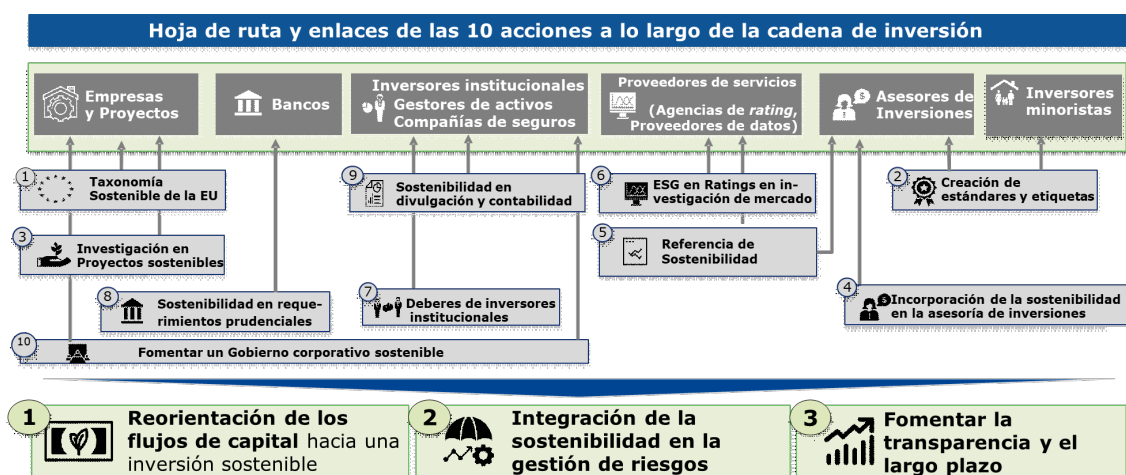 Hoja de ruta y enlaces de las 10 acciones a lo largo de la cadena de inversión
Empresas
y Proyectos
Bancos
Inversores institucionales
Gestores de activos
Compañías de seguros
Proveedores de servicios
(Agencias de rating,
Proveedores de datos)
Asesores de
Inversiones
Inversores
minoristas
1
Taxonomía
Sostenible de la EU
9
Sostenibilidad en
divulgación y contabilidad
6
ESG en Ratings en in-
vestigación de mercado
2
Creación de
estándares y etiquetas
3
Investigación en
Proyectos sostenibles
5
Referencia de
Sostenibilidad
8
Sostenibilidad en reque-
rimientos prudenciales
7
Deberes de inversores
institucionales
4
Incorporación de la sostenibilidad
en la asesoría de inversiones
10
Fomentar un Gobierno corporativo sostenible
1
Reorientación de los
flujos de capital hacia una
inversión sostenible
2
Integración de la
sostenibilidad en la
gestión de riesgos
3
Fomentar la
transparencia y el
largo plazo